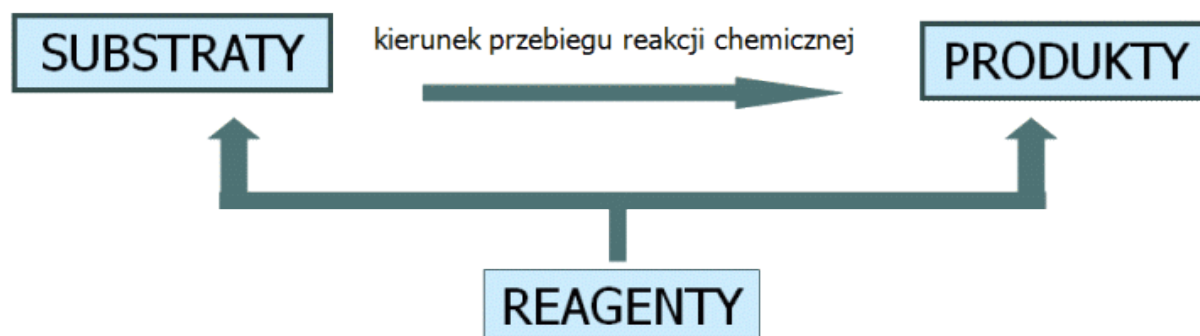 SUBSTRATY
kierunek przebiegu reakcji chemicznej
PRODUKTY
REAGENTY